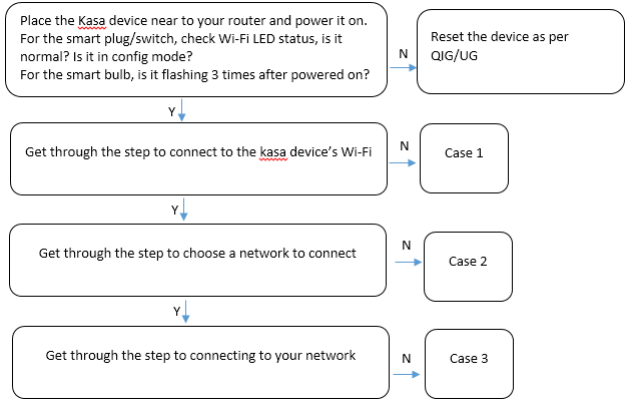 Place the Kasa device near to your router and power it on.
For the smart plug/switch, check Wi-Fi LED status, is it
normal? Is it in config mode?
For the smart bulb, is it flashing 3 times after powered on?
N
Reset the device as per
QIG/UG
Y
Get through the step to connect to the kasa device's Wi-Fi
N
Case 1
Y
Get through the step to choose a network to connect
N
Case 2
Y
Get through the step to connecting to your network
N
Case 3